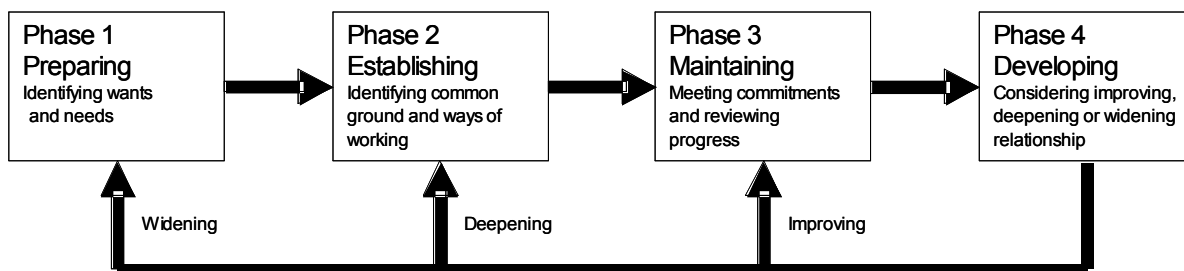 Phase 1
Preparing
Identifying wants
and needs
Phase 2
Establishing
Identifying common
ground and ways of
working
Phase 3
Maintaining
Meeting commitments
and reviewing
progress
Phase 4
Developing
Considering improving,
deepening or widening
relationship
Widening
Deepening
Improving